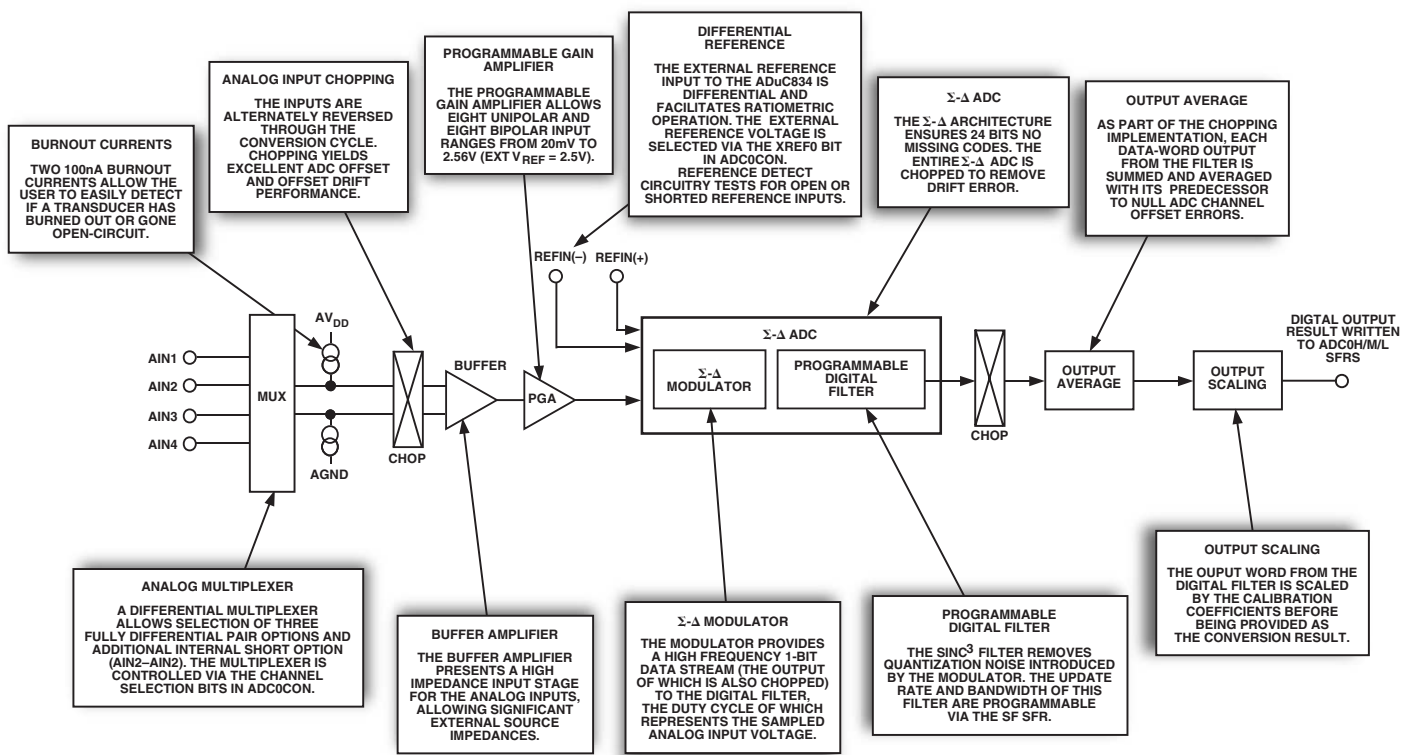 BURNOUT CURRENTS
TWO 100nA BURNOUT
CURRENTS ALLOW THE
USER TO EASILY DETECT
IF A TRANSDUCER HAS
BURNED OUT OR GONE
OPEN-CIRCUIT.
ANALOG INPUT CHOPPING
THE INPUTS ARE
ALTERNATELY REVERSED
THROUGH THE
CONVERSION CYCLE.
CHOPPING YIELDS
EXCELLENT ADC OFFSET
AND OFFSET DRIFT
PERFORMANCE.
PROGRAMMABLE GAIN
AMPLIFIER
THE PROGRAMMABLE
GAIN AMPLIFIER ALLOWS
EIGHT UNIPOLAR AND
EIGHT BIPOLAR INPUT
RANGES FROM 20mV TO
2.56V (EXT VREF = 2.5V).
DIFFERENTIAL
REFERENCE
THE EXTERNAL REFERENCE
INPUT TO THE ADuC834 IS
DIFFERENTIAL AND
FACILITATES RATIOMETRIC
OPERATION. THE EXTERNAL
REFERENCE VOLTAGE IS
SELECTED VIA THE XREF0 BIT
IN ADC0CON.
REFERENCE DETECT
CIRCUITRY TESTS FOR OPEN OR
SHORTED REFERENCE INPUTS.
Σ-Δ ADC
THE Σ-Δ ARCHITECTURE
ENSURES 24 BITS NO
MISSING CODES. THE
ENTIRE Σ-Δ ADC IS
CHOPPED TO REMOVE
DRIFT ERROR.
OUTPUT AVERAGE
AS PART OF THE CHOPPING
IMPLEMENTATION, EACH
DATA-WORD OUTPUT
FROM THE FILTER IS
SUMMED AND AVERAGED
WITH ITS PREDECESSOR
TO NULL ADC CHANNEL
OFFSET ERRORS.
REFIN(–)
REFIN(+)
AIN1
AIN2
AIN3
AIN4
MUX
AVDD
AGND
CHOP
BUFFER
PGA
Σ-Δ ADC
Σ-Δ
MODULATOR
PROGRAMMABLE
DIGITAL
FILTER
CHOP
OUTPUT
AVERAGE
OUTPUT
SCALING
DIGTAL OUTPUT
RESULT WRITTEN
TO ADC0H/M/L
SFRS
ANALOG MULTIPLEXER
A DIFFERENTIAL MULTIPLEXER
ALLOWS SELECTION OF THREE
FULLY DIFFERENTIAL PAIR OPTIONS AND
ADDITIONAL INTERNAL SHORT OPTION
(AIN2–AIN2). THE MULTIPLEXER IS
CONTROLLED VIA THE CHANNEL
SELECTION BITS IN ADC0CON.
BUFFER AMPLIFIER
THE BUFFER AMPLIFIER
PRESENTS A HIGH
IMPEDANCE INPUT STAGE
FOR THE ANALOG INPUTS,
ALLOWING SIGNIFICANT
EXTERNAL SOURCE
IMPEDANCES.
Σ-Δ MODULATOR
THE MODULATOR PROVIDES
A HIGH FREQUENCY 1-BIT
DATA STREAM (THE OUTPUT
OF WHICH IS ALSO CHOPPED)
TO THE DIGITAL FILTER,
THE DUTY CYCLE OF WHICH
REPRESENTS THE SAMPLED
ANALOG INPUT VOLTAGE.
PROGRAMMABLE
DIGITAL FILTER
THE SINC3 FILTER REMOVES
QUANTIZATION NOISE INTRODUCED
BY THE MODULATOR. THE UPDATE
RATE AND BANDWIDTH OF THIS
FILTER ARE PROGRAMMABLE
VIA THE SF SFR.
OUTPUT SCALING
THE OUPUT WORD FROM THE
DIGITAL FILTER IS SCALED
BY THE CALIBRATION
COEFFICIENTS BEFORE
BEING PROVIDED AS
THE CONVERSION RESULT.